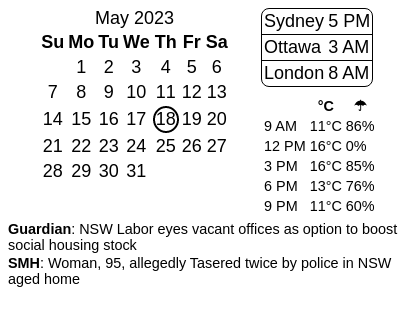 May 2023
Su Mo Tu We Th Fr Sa
1 2 3 4 5 6
7 8 9 10 11 12 13
14 15 16 17 18 19 20
21 22 23 24 25 26 27
28 29 30 31
Sydney 5 PM
Ottawa 3 AM
London 8 AM
°C ☂
9 AM 11°C 86%
12 PM 16°C 0%
3 PM 16°C 85%
6 PM 13°C 76%
9 PM 11°C 60%
Guardian: NSW Labor eyes vacant offices as option to boost
social housing stock
SMH: Woman, 95, allegedly Tasered twice by police in NSW
aged home